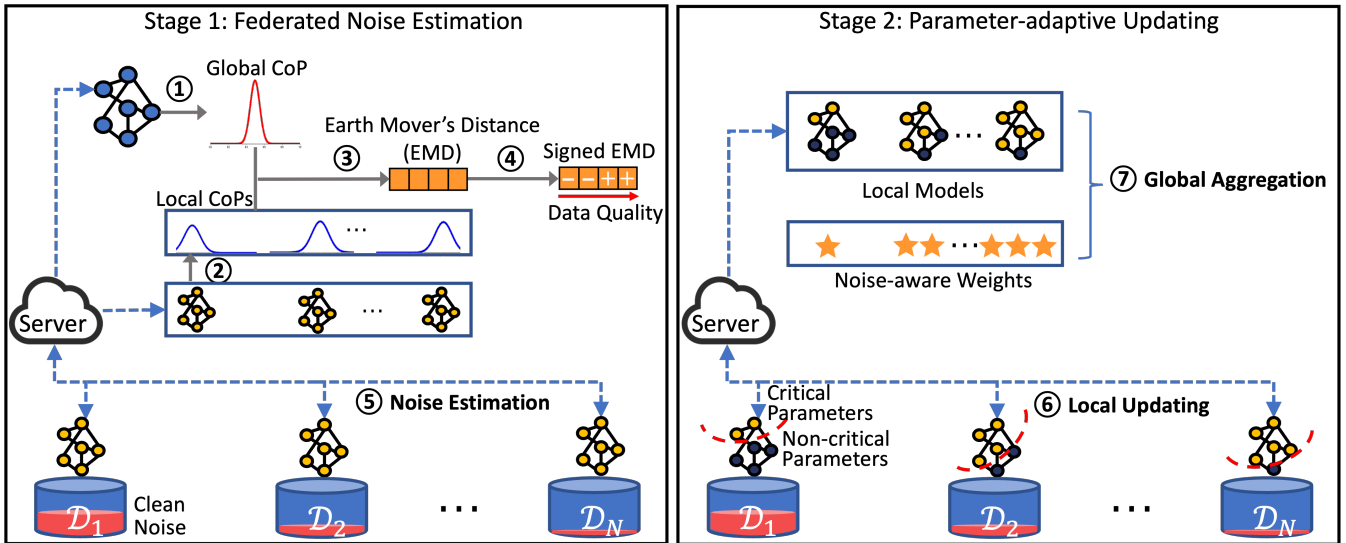 Stage 1: Federated Noise Estimation
Global CoP
①
Earth Mover's Distance
(EMD)
③
④
Signed EMD
− − + +
Data Quality
Local CoPs
...
②
...
Server
⑤ Noise Estimation
Clean
Noise
D1
D2
...
DN
Stage 2: Parameter-adaptive Updating
...
Local Models
⑦ Global Aggregation
...
Noise-aware Weights
Server
Critical
Parameters
Non-critical
Parameters
⑥ Local Updating
D1
D2
...
DN